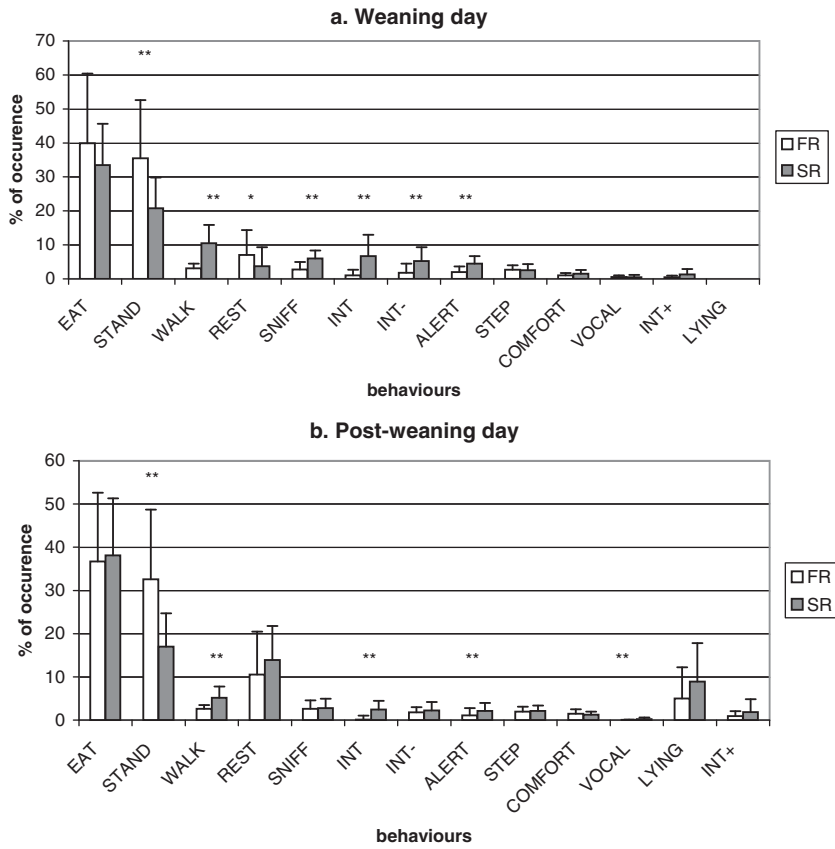 a. Weaning day
70
60
50
40
30
20
10
0
% of occurence
**
**
*
**
**
**
**
FR
SR
EAT
STAND
WALK
REST
SNIFF
INT
INT-
ALERT
STEP
COMFORT
VOCAL
INT+
LYING
behaviours
b. Post-weaning day
60
50
40
30
20
10
0
% of occurence
**
**
**
**
**
FR
SR
EAT
STAND
WALK
REST
SNIFF
INT
INT-
ALERT
STEP
COMFORT
VOCAL
LYING
INT+
behaviours